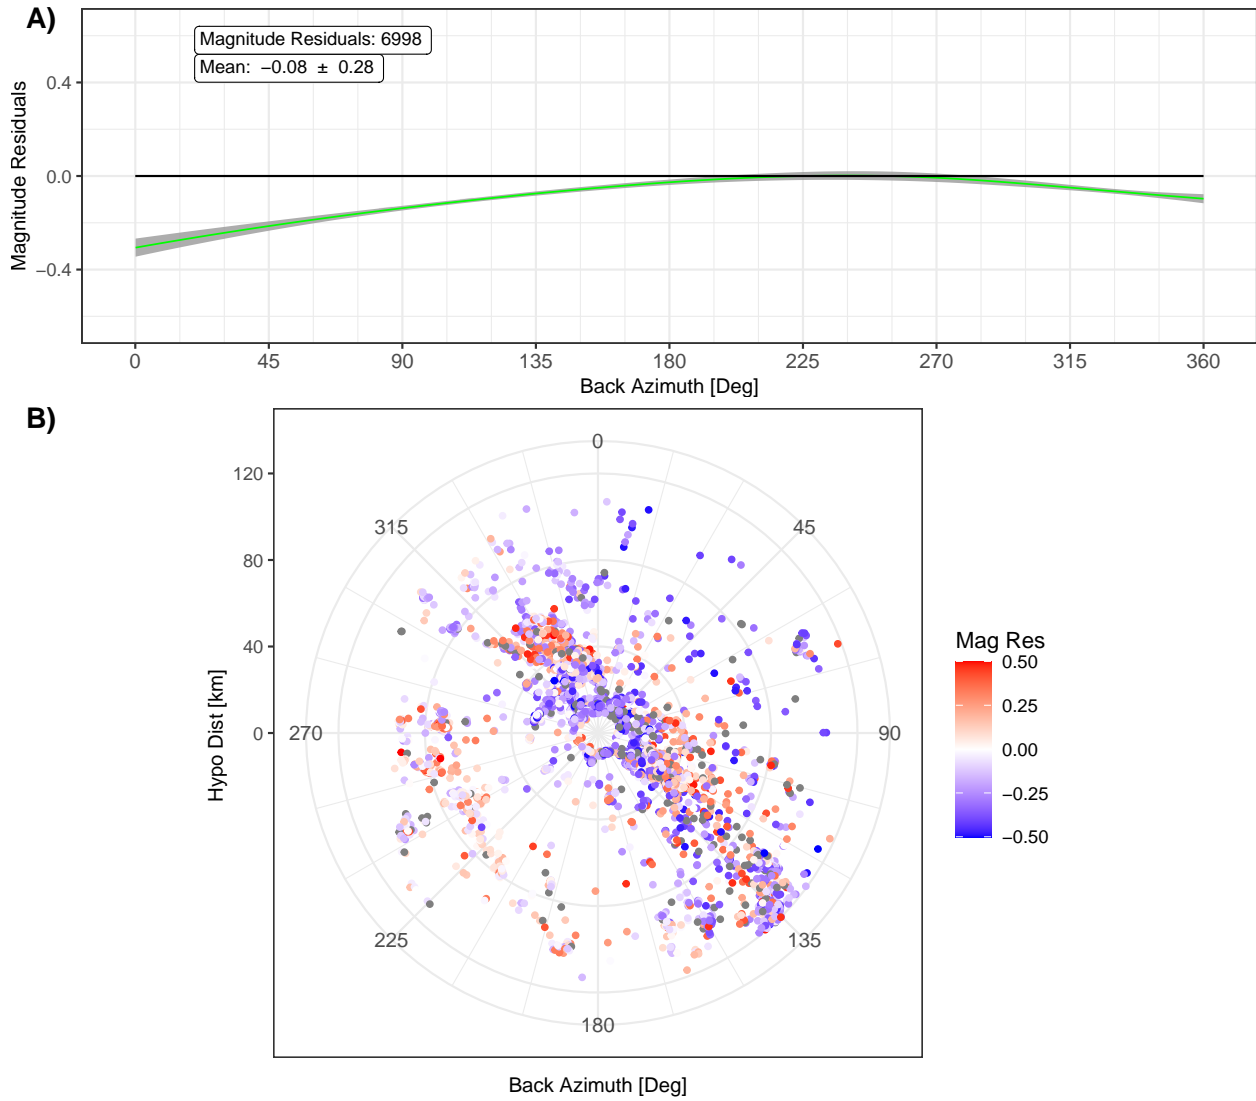 A)
Magnitude Residuals: 6998
Mean: −0.08 ± 0.28
Magnitude Residuals
0.4
0.0
−0.4
0 45 90 135 180 225 270 315 360
Back Azimuth [Deg]
B)
Hypo Dist [km]
120
80
40
0
0
45
90
135
180
225
270
315
Back Azimuth [Deg]
Mag Res
0.50
0.25
0.00
−0.25
−0.50